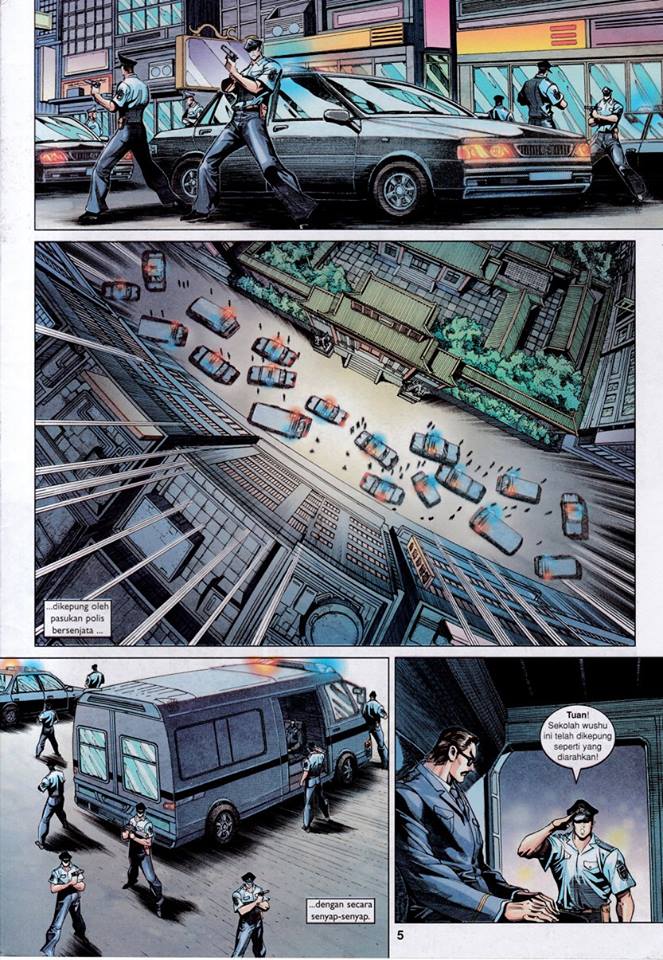 ...dikepung oleh
pasukan polis
bersenjata ...
Tuan!
Sekolah wushu
ini telah dikepung
seperti yang
diarahkan!
...dengan secara
senyap-senyap.
5